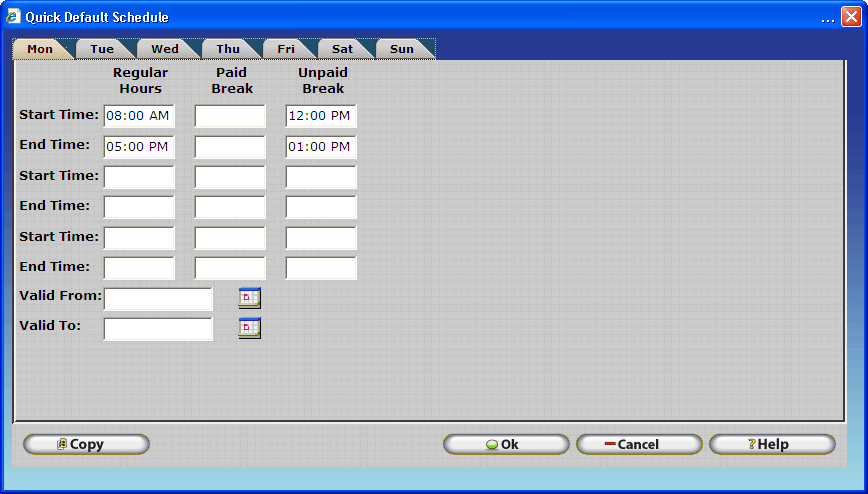 Quick Default Schedule ...
Mon Tue Wed Thu Fri Sat Sun
Regular Hours Paid Break Unpaid Break
Start Time: 08:00 AM 12:00 PM
End Time: 05:00 PM 01:00 PM
Start Time:
End Time:
Start Time:
End Time:
Valid From:
Valid To:
Copy Ok Cancel ?Help